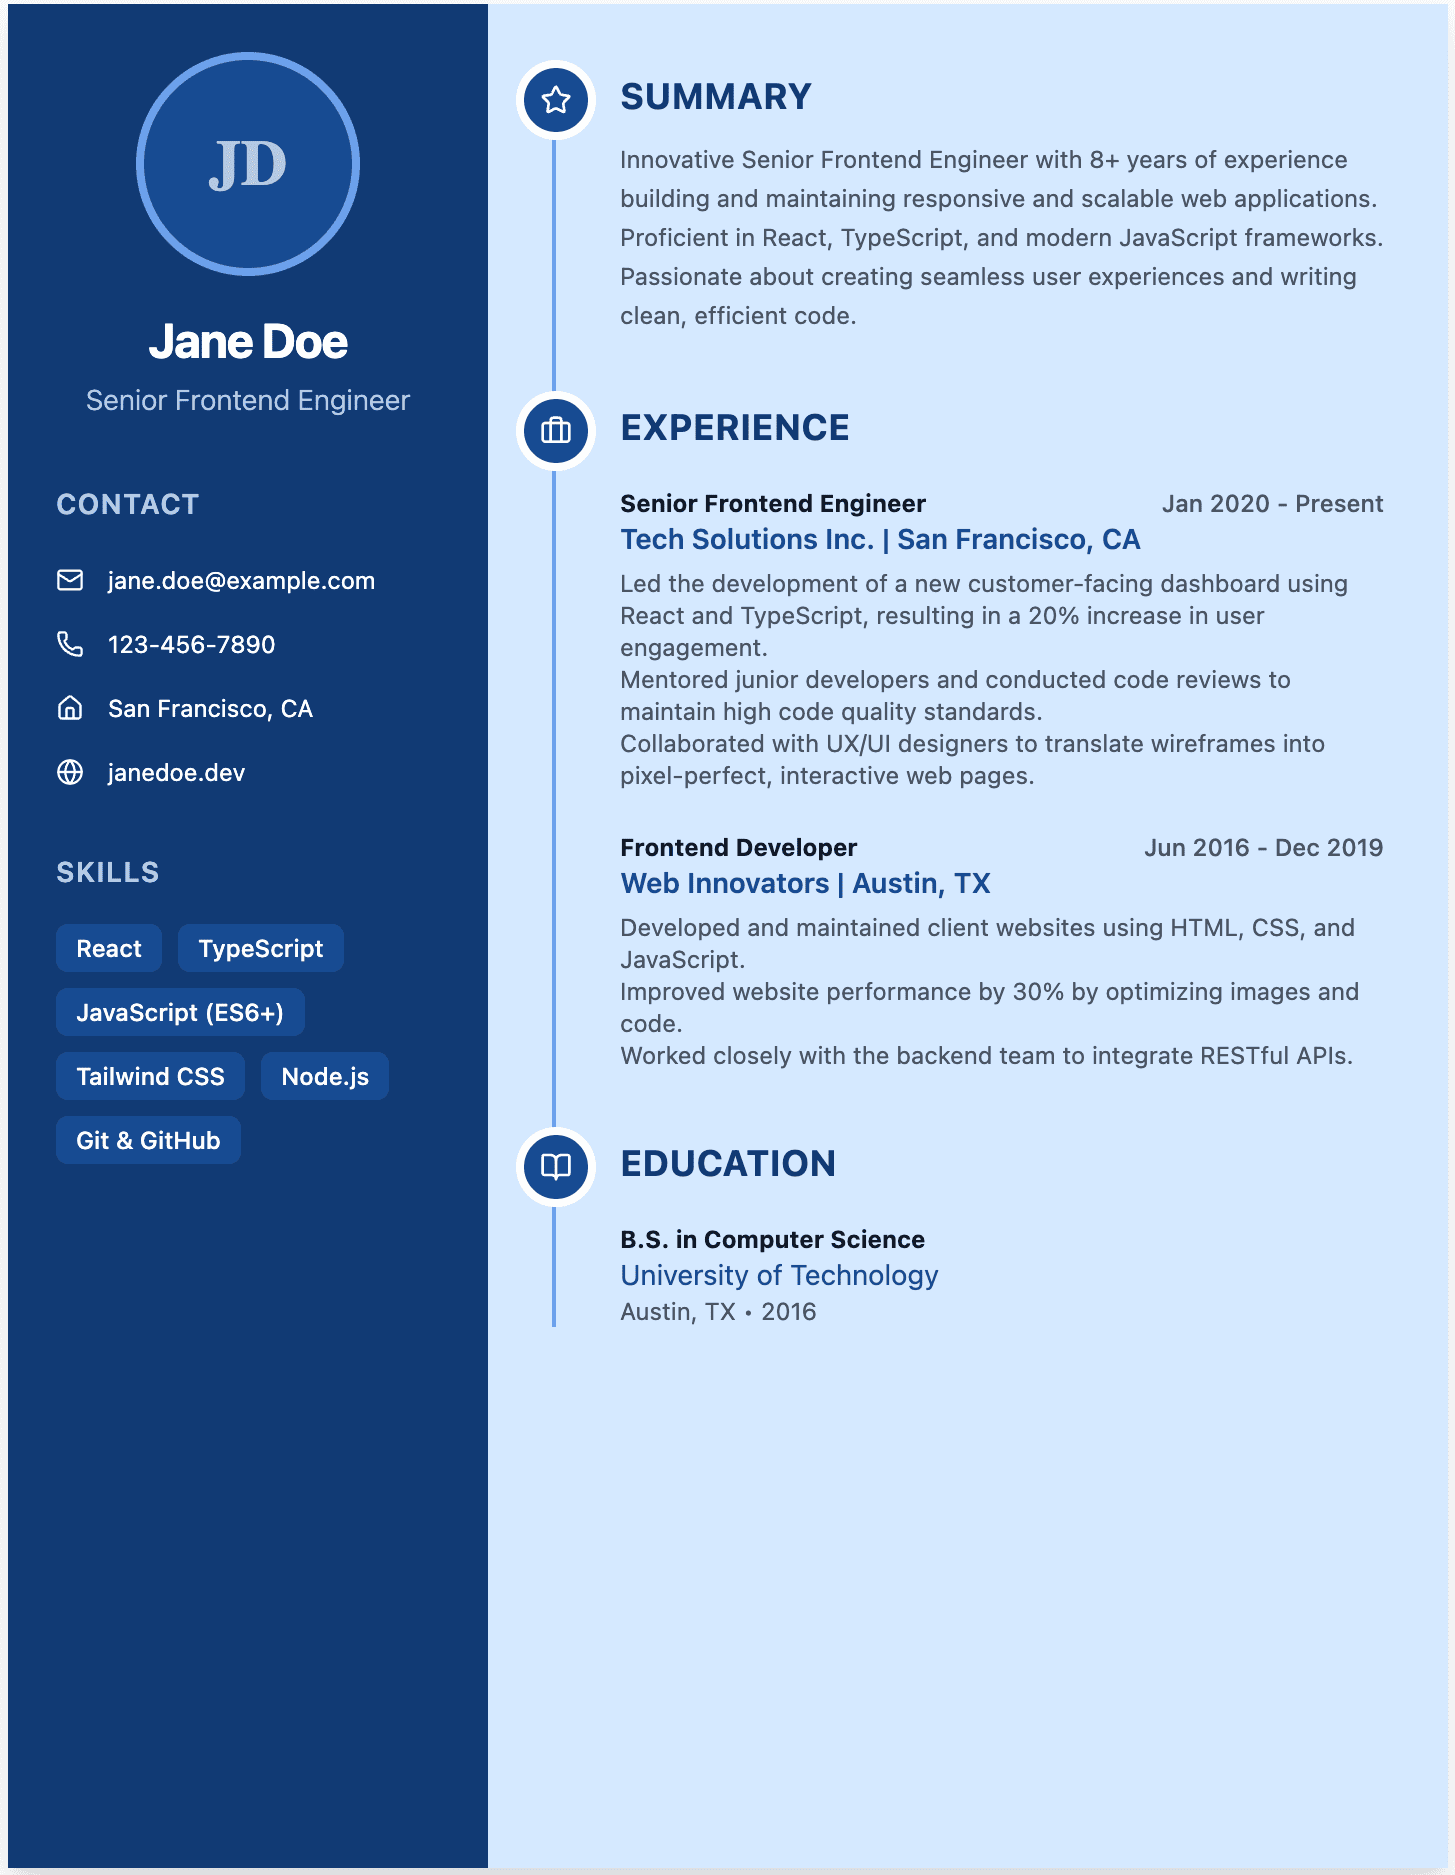 JD
Jane Doe
Senior Frontend Engineer
CONTACT
jane.doe@example.com
123-456-7890
San Francisco, CA
janedoe.dev
SKILLS
React TypeScript
JavaScript (ES6+)
Tailwind CSS Node.js
Git & GitHub
SUMMARY
Innovative Senior Frontend Engineer with 8+ years of experience
building and maintaining responsive and scalable web applications.
Proficient in React, TypeScript, and modern JavaScript frameworks.
Passionate about creating seamless user experiences and writing
clean, efficient code.
EXPERIENCE
Senior Frontend Engineer Jan 2020 - Present
Tech Solutions Inc. | San Francisco, CA
Led the development of a new customer-facing dashboard using
React and TypeScript, resulting in a 20% increase in user
engagement.
Mentored junior developers and conducted code reviews to
maintain high code quality standards.
Collaborated with UX/UI designers to translate wireframes into
pixel-perfect, interactive web pages.
Frontend Developer Jun 2016 - Dec 2019
Web Innovators | Austin, TX
Developed and maintained client websites using HTML, CSS, and
JavaScript.
Improved website performance by 30% by optimizing images and
code.
Worked closely with the backend team to integrate RESTful APIs.
EDUCATION
B.S. in Computer Science
University of Technology
Austin, TX • 2016